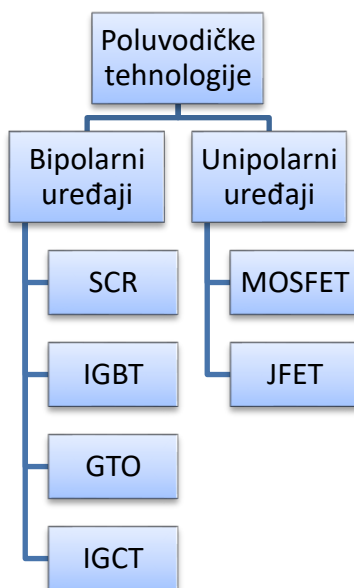 Poluvodičke
tehnologije
Bipolarni
uređaji
Unipolarni
uređaji
SCR
MOSFET
IGBT
JFET
GTO
IGCT